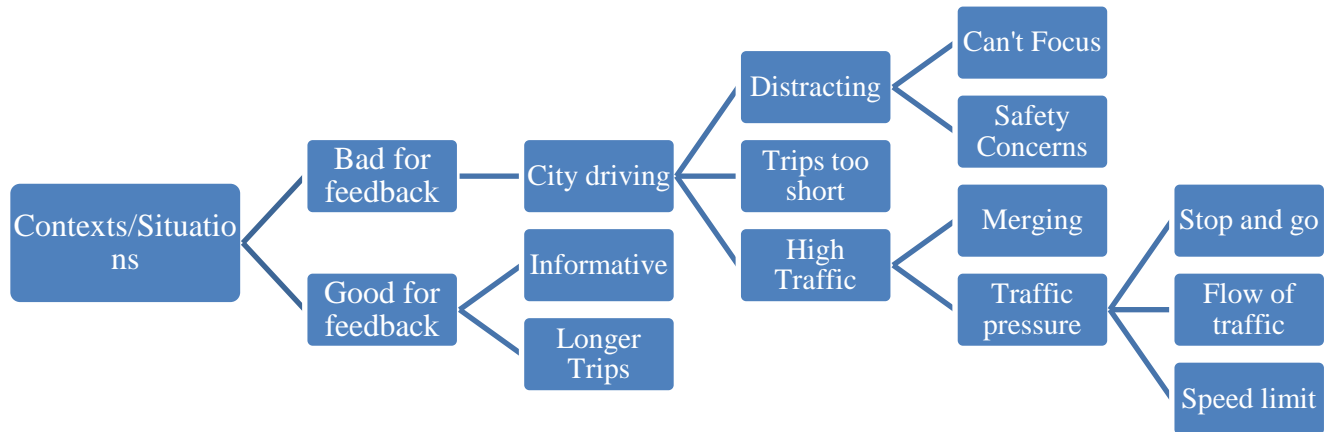 Contexts/Situatio
ns
Bad for
feedback
Good for
feedback
City driving
Informative
Longer
Trips
Distracting
Trips too
short
High
Traffic
Can't Focus
Safety
Concerns
Merging
Traffic
pressure
Stop and go
Flow of
traffic
Speed limit